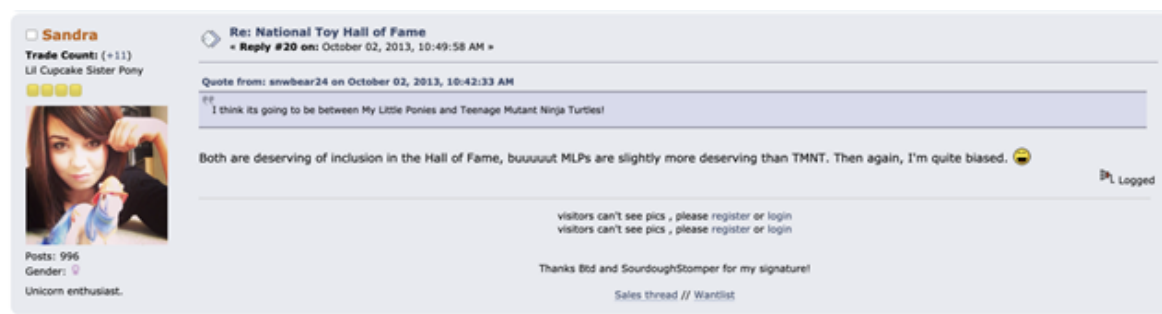 Sandra
Trade Count: (+11)
Lil Cupcake Sister Pony
Posts: 996
Gender:
Unicorn enthusiast.
Re: National Toy Hall of Fame
« Reply #20 on: October 02, 2013, 10:49:58 AM »
Quote from: snwbear24 on October 02, 2013, 10:42:33 AM
I think its going to be between My Little Ponies and Teenage Mutant Ninja Turtles!
Both are deserving of inclusion in the Hall of Fame, buuuuut MLPs are slightly more deserving than TMNT. Then again, I'm quite biased.
Logged
visitors can't see pics , please register or login
visitors can't see pics , please register or login
Thanks Btd and SourdoughStomper for my signature!
Sales thread // Wantlist